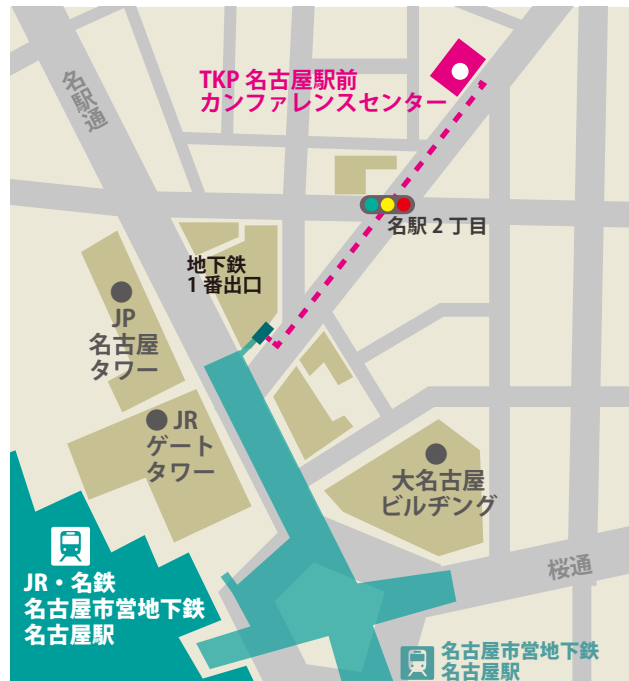 TKP 名古屋駅前
カンファレンスセンター
名駅通
名駅 2 丁目
地下鉄
1 番出口
JP
名古屋
タワー
JR
ゲート
タワー
大名古屋
ビルヂング
桜通
JR・名鉄
名古屋市営地下鉄
名古屋駅
名古屋市営地下鉄
名古屋駅